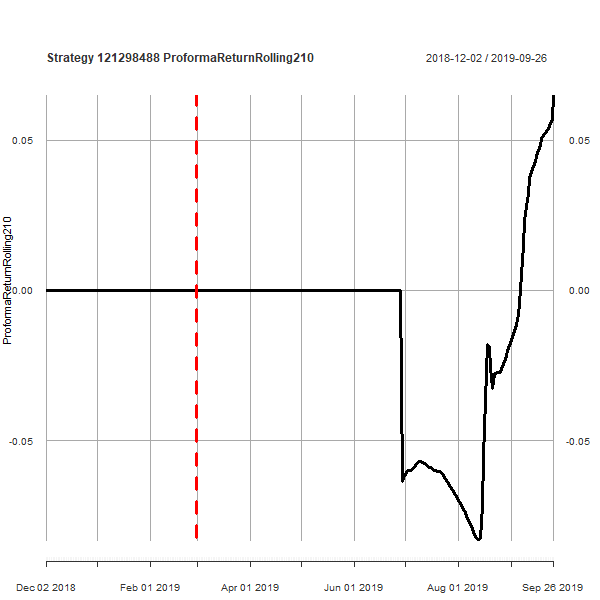 Strategy 121298488 ProformaReturnRolling210
2018-12-02 / 2019-09-26
0.05
0.05
0.00
0.00
-0.05
-0.05
ProformaReturnRolling210
Dec 02 2018
Feb 01 2019
Apr 01 2019
Jun 01 2019
Aug 01 2019
Sep 26 2019